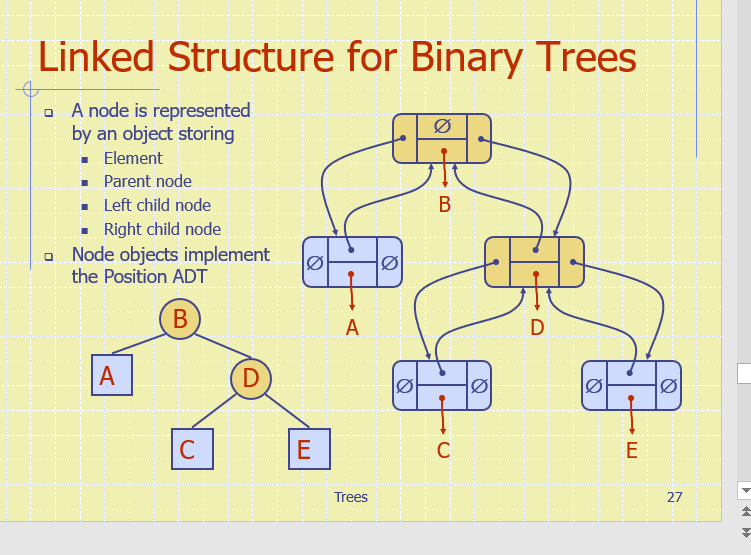 Linked Structure for Binary Trees
A node is represented
by an object storing
Element
Parent node
Left child node
Right child node
Node objects implement
the Position ADT
B
A
D
C
E
∅
B
∅
∅
A
D
∅
∅
C
∅
∅
E
Trees
27